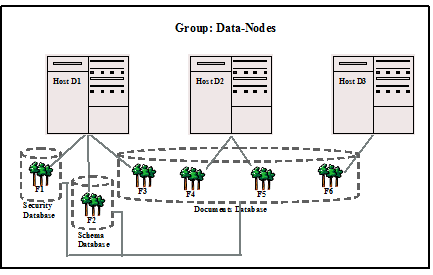 Group: Data-Nodes
Host D1
Host D2
Host D3
F1
F2
F3
F4
F5
F6
Security
Database
Schema
Database
Documents Database